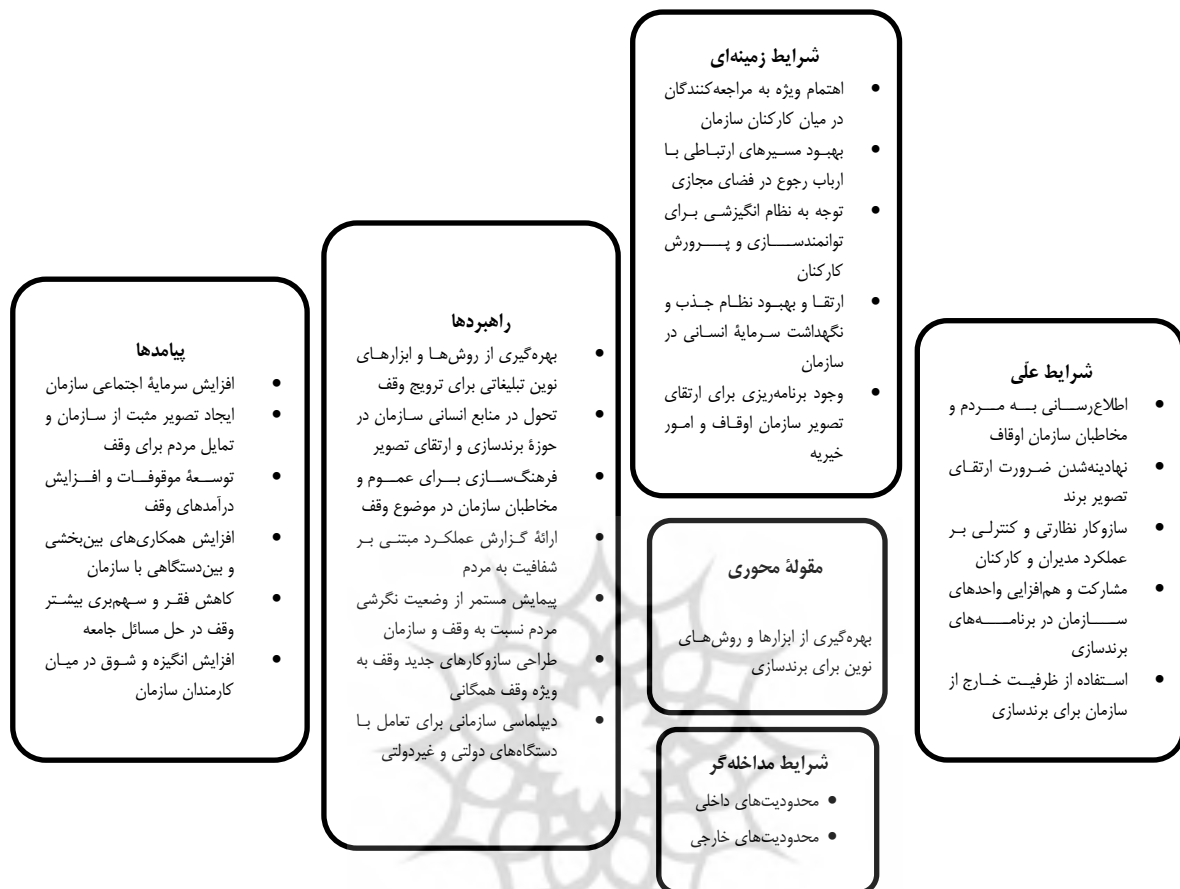 شرایط زمینه‌ای
اهتمام ویژه به مراجعه‌کنندگان
در میان کارکنان سازمان
بهبود مسیرهای ارتباطی با
ارباب رجوع در فضای مجازی
توجه به نظام انگیزشی برای
توانمندسازی و پرورش
کارکنان
ارتقا و بهبود نظام جذب و
نگهداشت سرمایۀ انسانی در
سازمان
وجود برنامه‌ریزی برای ارتقای
تصویر سازمان اوقاف و امور
خیریه
شرایط علّی
اطلاع‌رسانی به مردم و
مخاطبان سازمان اوقاف
نهادینه‌شدن ضرورت ارتقای
تصویر برند
سازوکار نظارتی و کنترلی بر
عملکرد مدیران و کارکنان
مشارکت و هم‌افزایی واحدهای
سازمان در برنامه‌های
برندسازی
استفاده از ظرفیت خارج از
سازمان برای برندسازی
مقولۀ محوری
بهره‌گیری از ابزارها و روش‌های
نوین برای برندسازی
شرایط مداخله‌گر
محدودیت‌های داخلی
محدودیت‌های خارجی
راهبردها
بهره‌گیری از روش‌ها و ابزارهای
نوین تبلیغاتی برای ترویج وقف
تحول در منابع انسانی سازمان در
حوزۀ برندسازی و ارتقای تصویر
فرهنگ‌سازی برای عموم و
مخاطبان سازمان در موضوع وقف
ارائۀ گزارش عملکرد مبتنی بر
شفافیت به مردم
پیمایش مستمر از وضعیت نگرشی
مردم نسبت به وقف و سازمان
طراحی سازوکارهای جدید وقف به
ویژه وقف همگانی
دیپلماسی سازمانی برای تعامل با
دستگاه‌های دولتی و غیردولتی
پیامدها
افزایش سرمایۀ اجتماعی سازمان
ایجاد تصویر مثبت از سازمان و
تمایل مردم برای وقف
توسعۀ موقوفات و افزایش
درآمدهای وقف
افزایش همکاری‌های بین‌بخشی
و بین‌دستگاهی با سازمان
کاهش فقر و سهم‌بری بیشتر
وقف در حل مسائل جامعه
افزایش انگیزه و شوق در میان
کارمندان سازمان